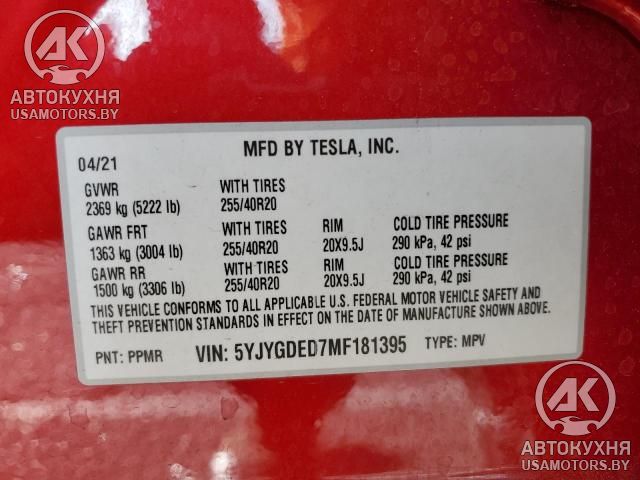 AK
АВТОКУХНЯ
USAMOTORS.BY
04/21
MFD BY TESLA, INC.
GVWR WITH TIRES
2369 kg (5222 lb) 255/40R20
GAWR FRT WITH TIRES RIM COLD TIRE PRESSURE
1363 kg (3004 lb) 255/40R20 20X9.5J 290 kPa, 42 psi
GAWR RR WITH TIRES RIM COLD TIRE PRESSURE
1500 kg (3306 lb) 255/40R20 20X9.5J 290 kPa, 42 psi
THIS VEHICLE CONFORMS TO ALL APPLICABLE U.S. FEDERAL MOTOR VEHICLE SAFETY AND
THEFT PREVENTION STANDARDS IN EFFECT ON THE DATE OF MANUFACTURE SHOWN ABOVE.
PNT: PPMR VIN: 5YJYGDED7MF181395 TYPE: MPV
AK
АВТОКУХНЯ
USAMOTORS.BY